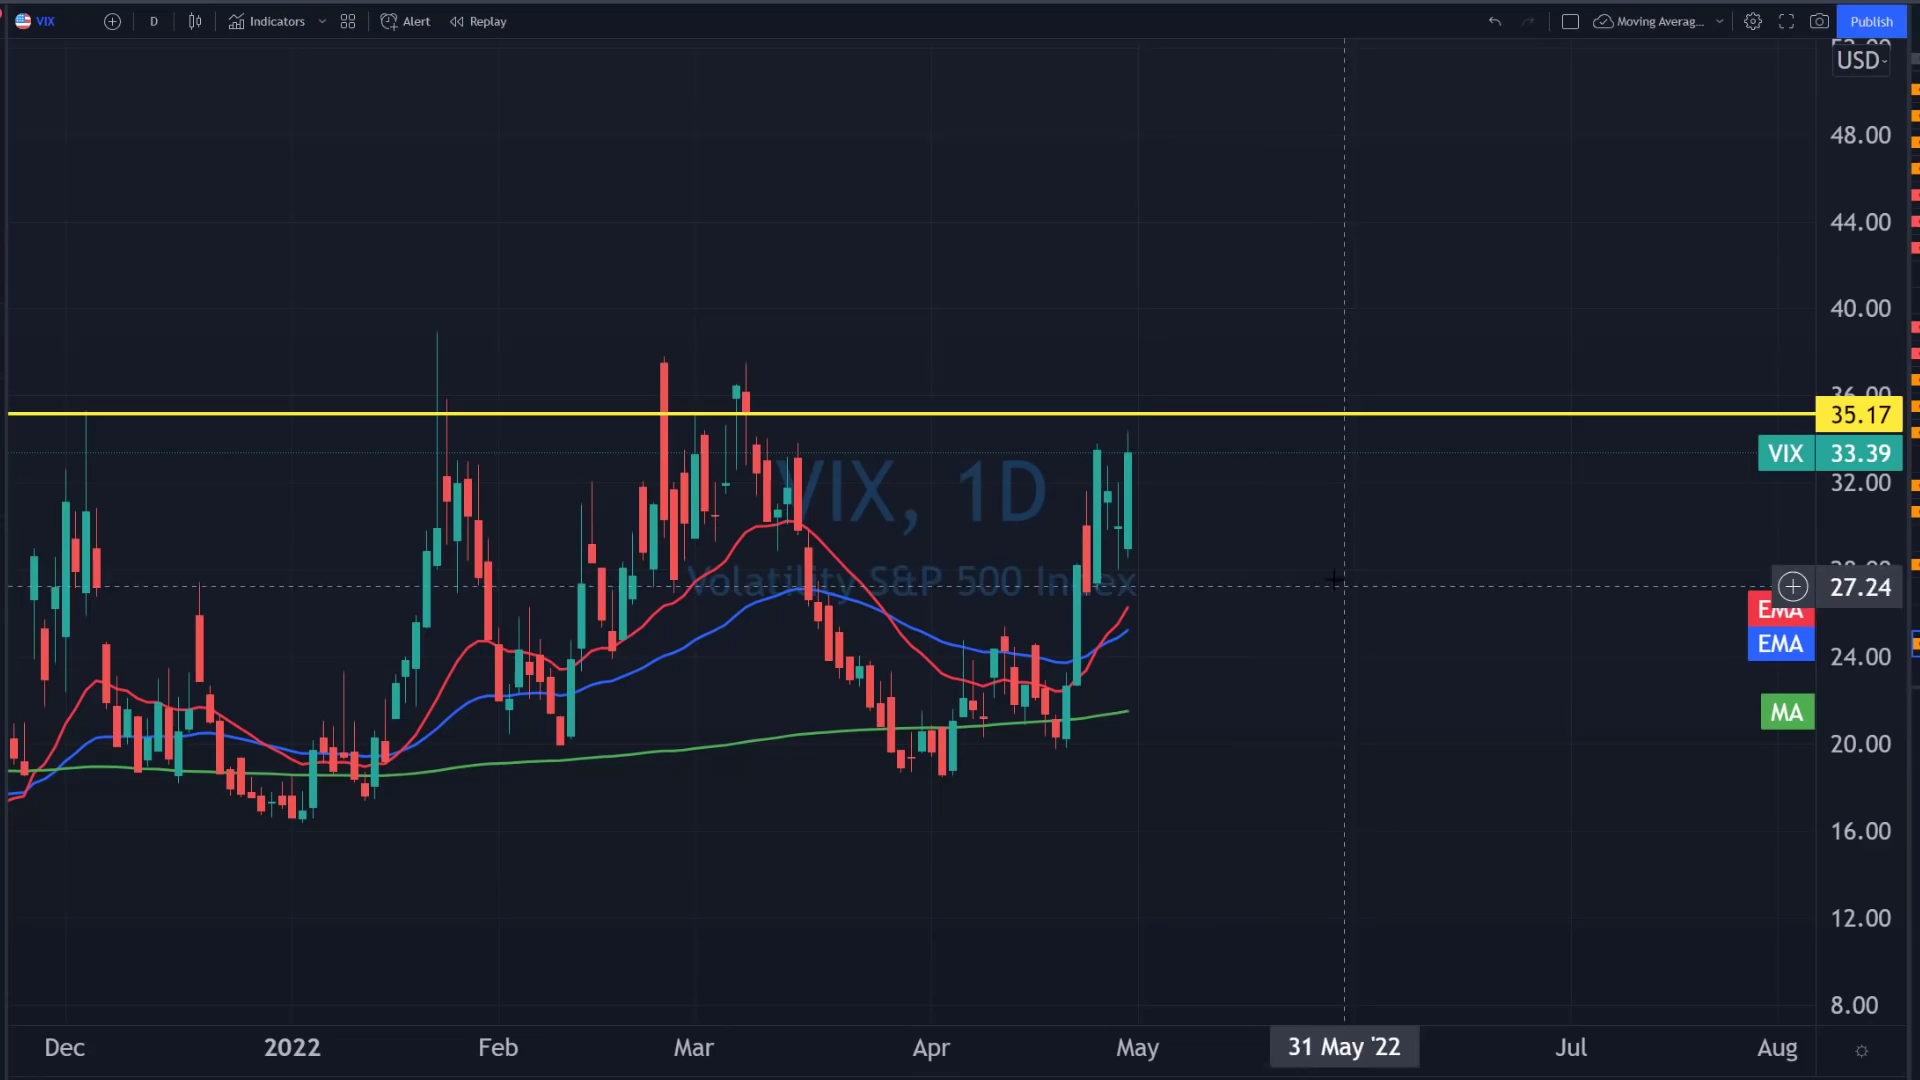 VIX D Indicators Alert Replay Moving Averag... Publish
USD
48.00
44.00
40.00
36.00
35.17
VIX 33.39
32.00
VIX, 1D
Volatility S&P 500 Index
27.24
EMA
EMA
24.00
MA
20.00
16.00
12.00
8.00
Dec 2022 Feb Mar Apr May 31 May '22 Jul Aug